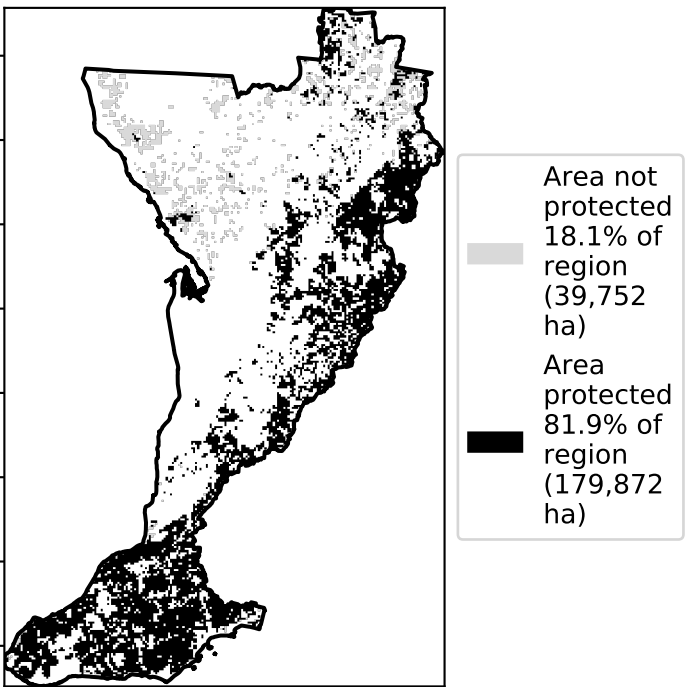 Area not
protected
18.1% of
region
(39,752
ha)
Area
protected
81.9% of
region
(179,872
ha)